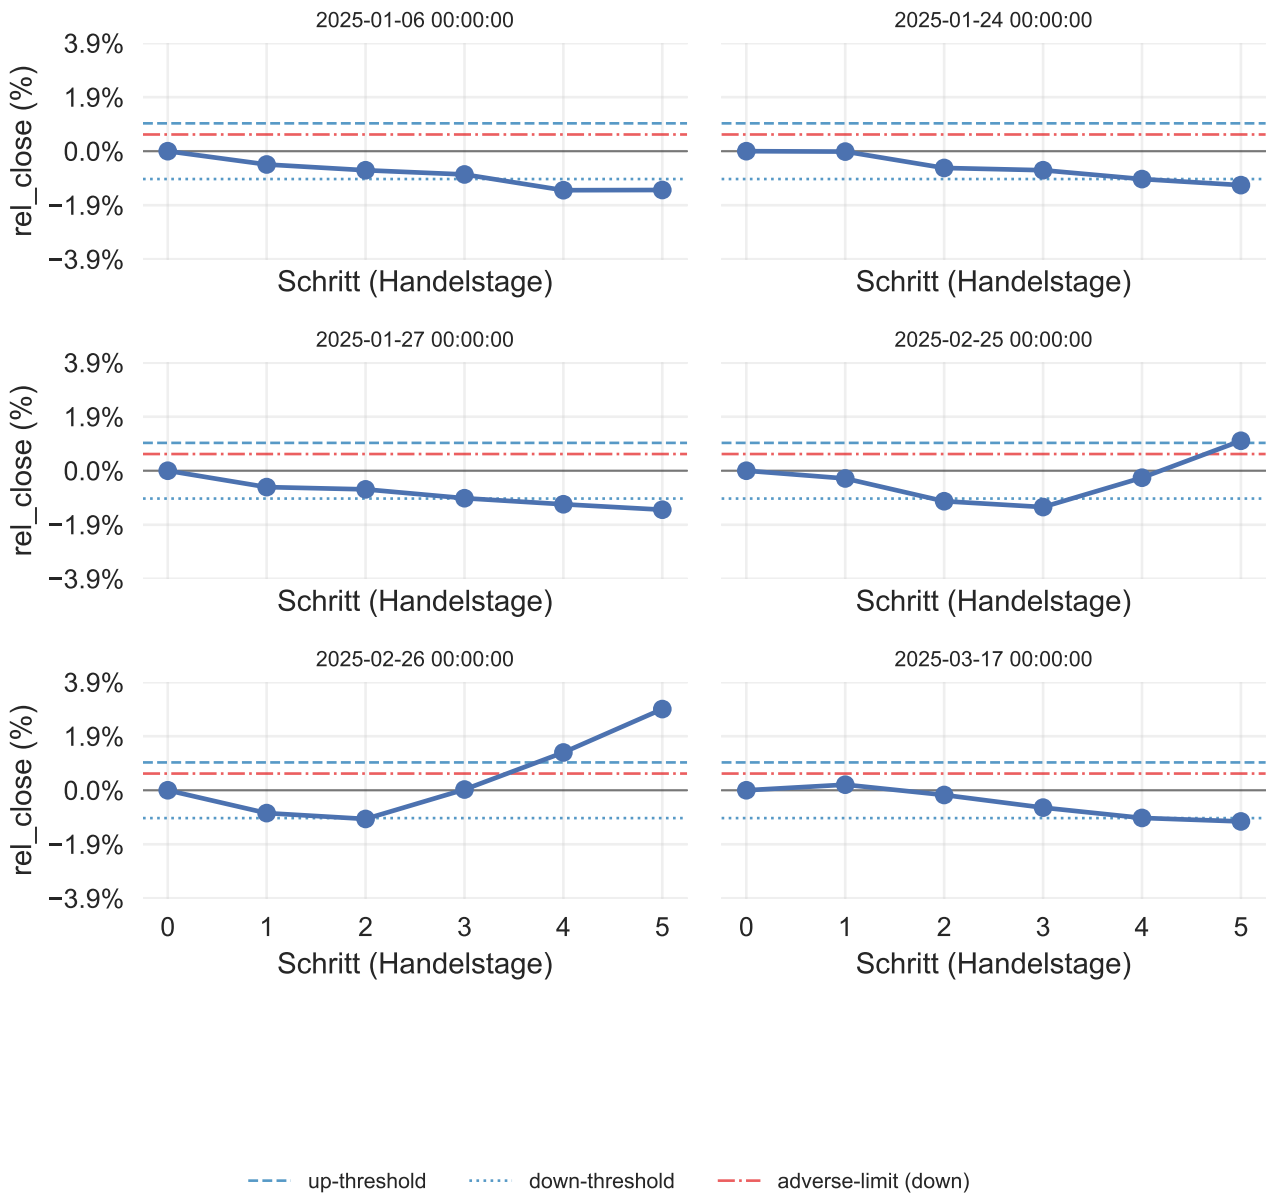 2025-01-06 00:00:00
2025-01-24 00:00:00
3.9%
1.9%
0.0%
−1.9%
−3.9%
rel_close (%)
Schritt (Handelstage)
Schritt (Handelstage)
2025-01-27 00:00:00
2025-02-25 00:00:00
3.9%
1.9%
0.0%
−1.9%
−3.9%
rel_close (%)
Schritt (Handelstage)
Schritt (Handelstage)
2025-02-26 00:00:00
2025-03-17 00:00:00
3.9%
1.9%
0.0%
−1.9%
−3.9%
rel_close (%)
0 1 2 3 4 5
0 1 2 3 4 5
Schritt (Handelstage)
Schritt (Handelstage)
up-threshold
down-threshold
adverse-limit (down)